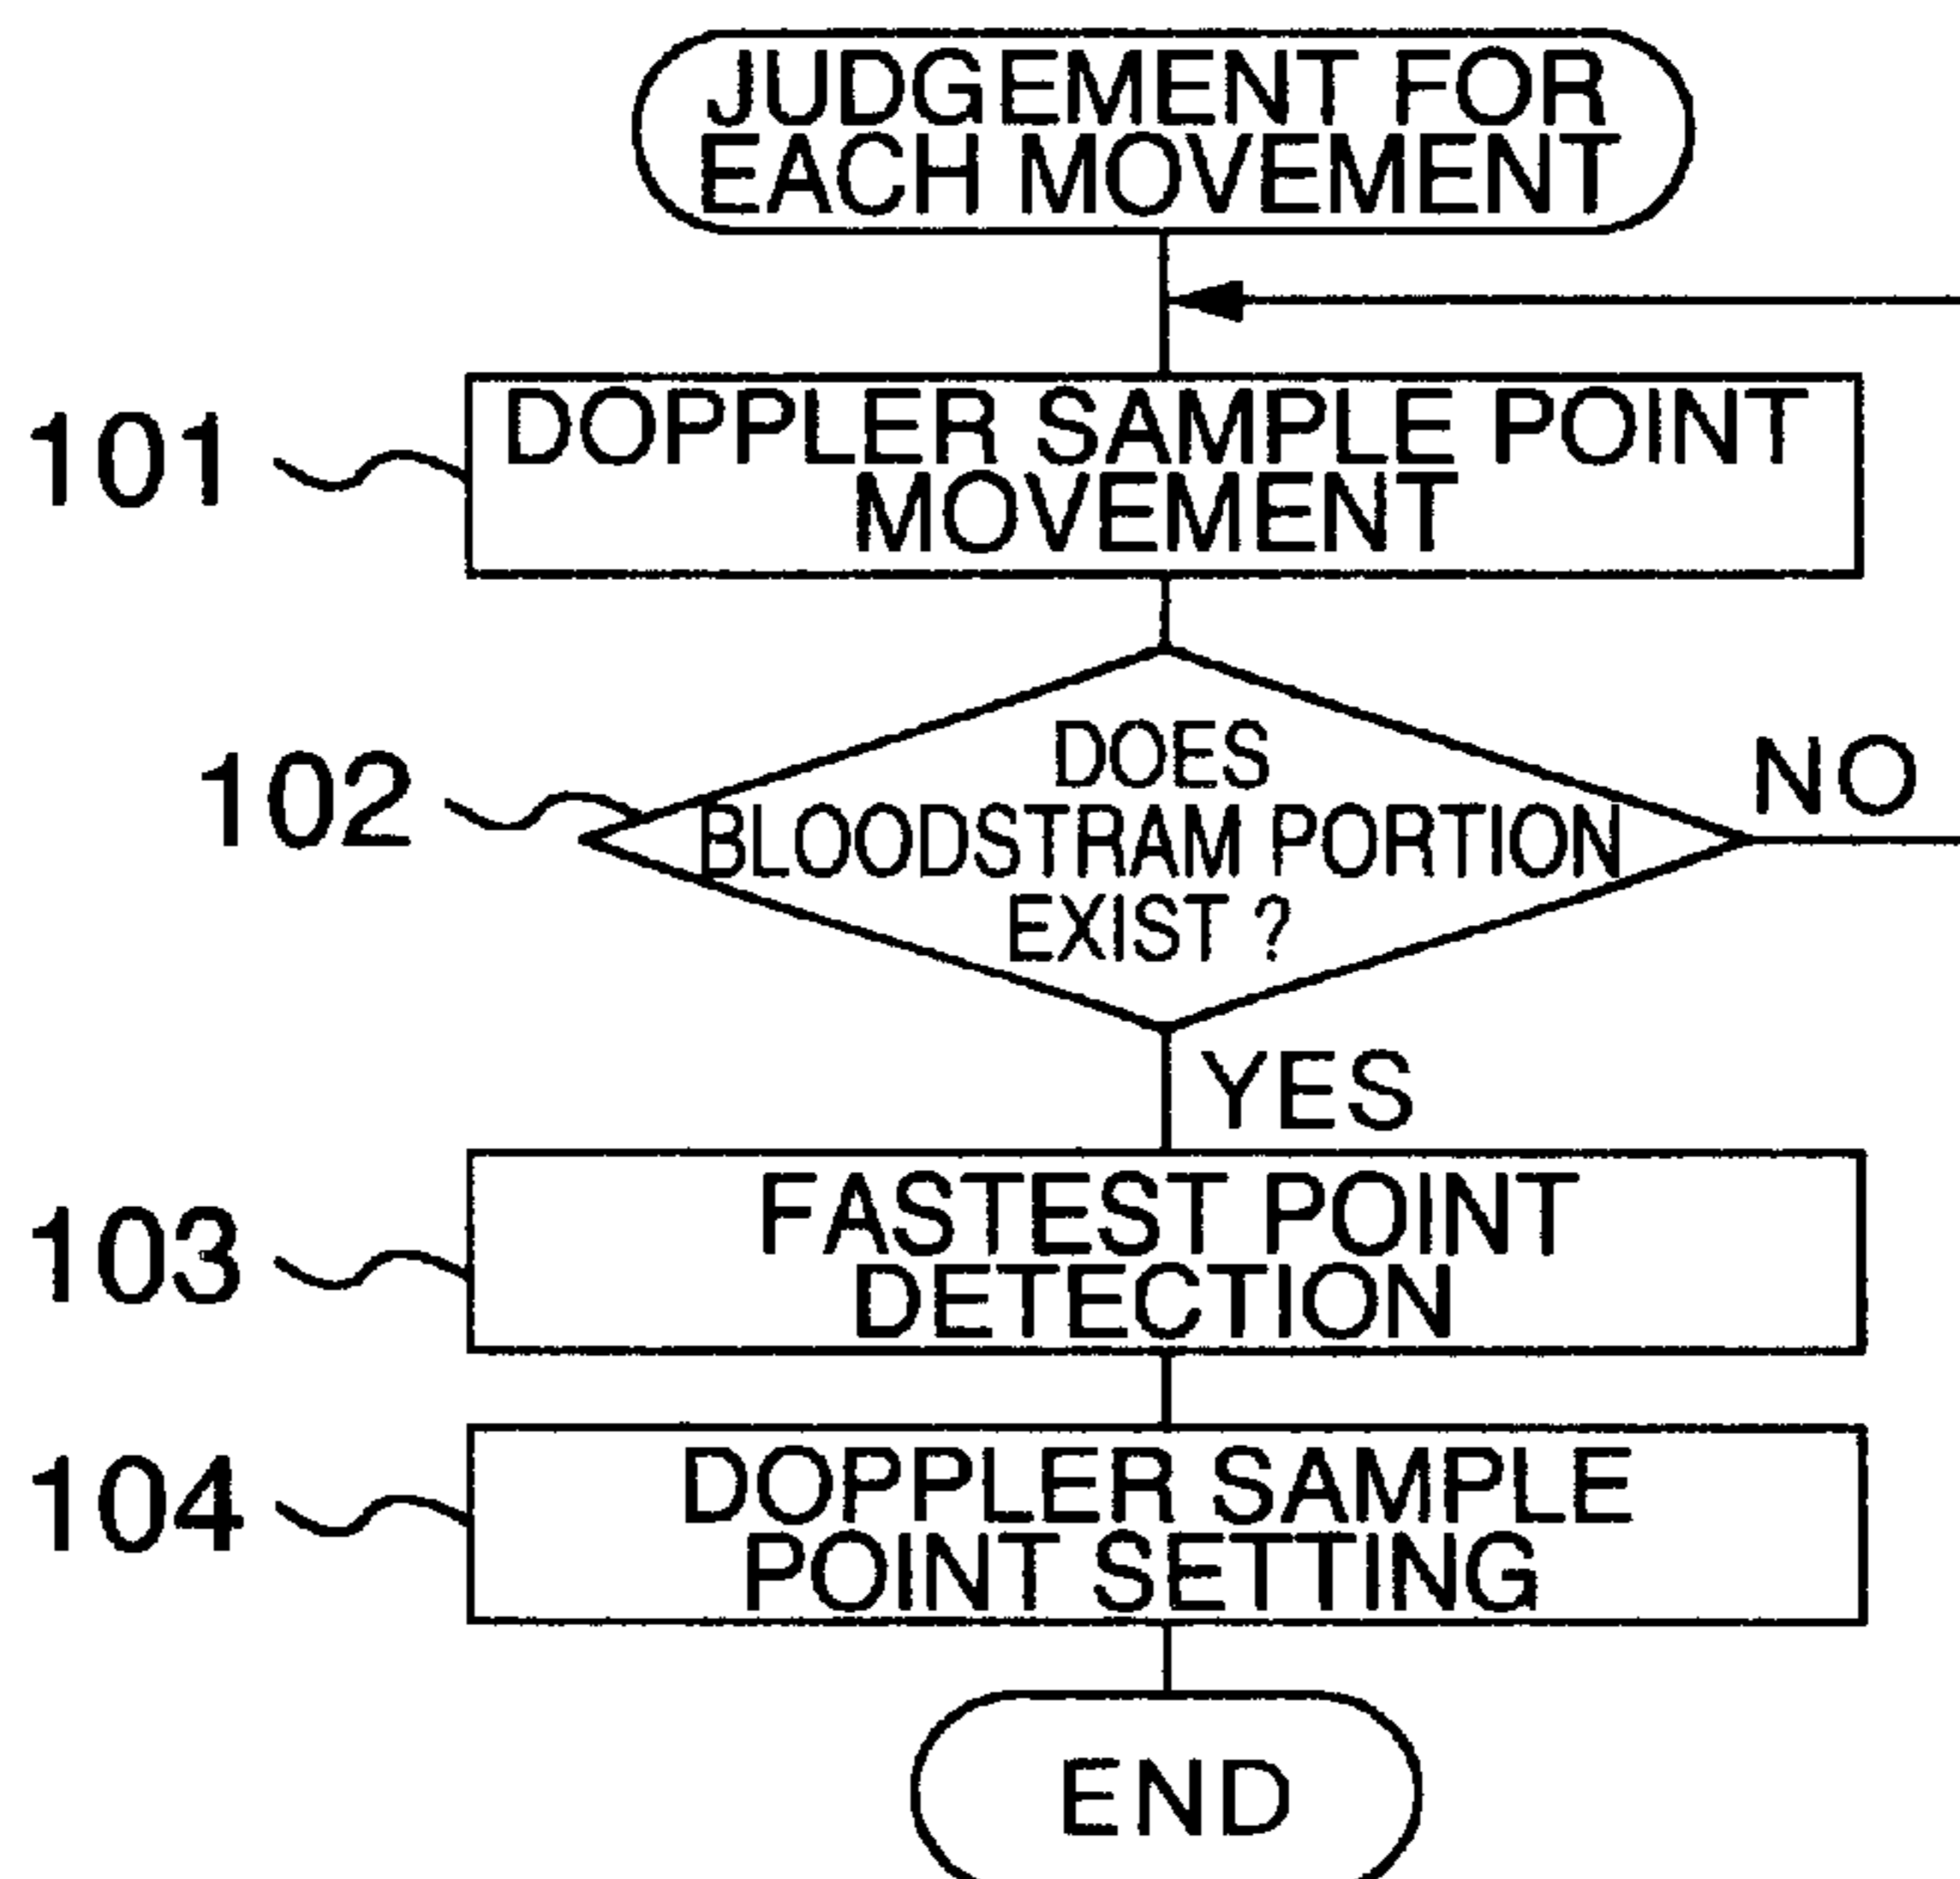 JUDGEMENT FOR
EACH MOVEMENT
101
DOPPLER SAMPLE POINT
MOVEMENT
102
DOES
BLOODSTRAM PORTION
EXIST ?
NO
YES
103
FASTEST POINT
DETECTION
104
DOPPLER SAMPLE
POINT SETTING
END